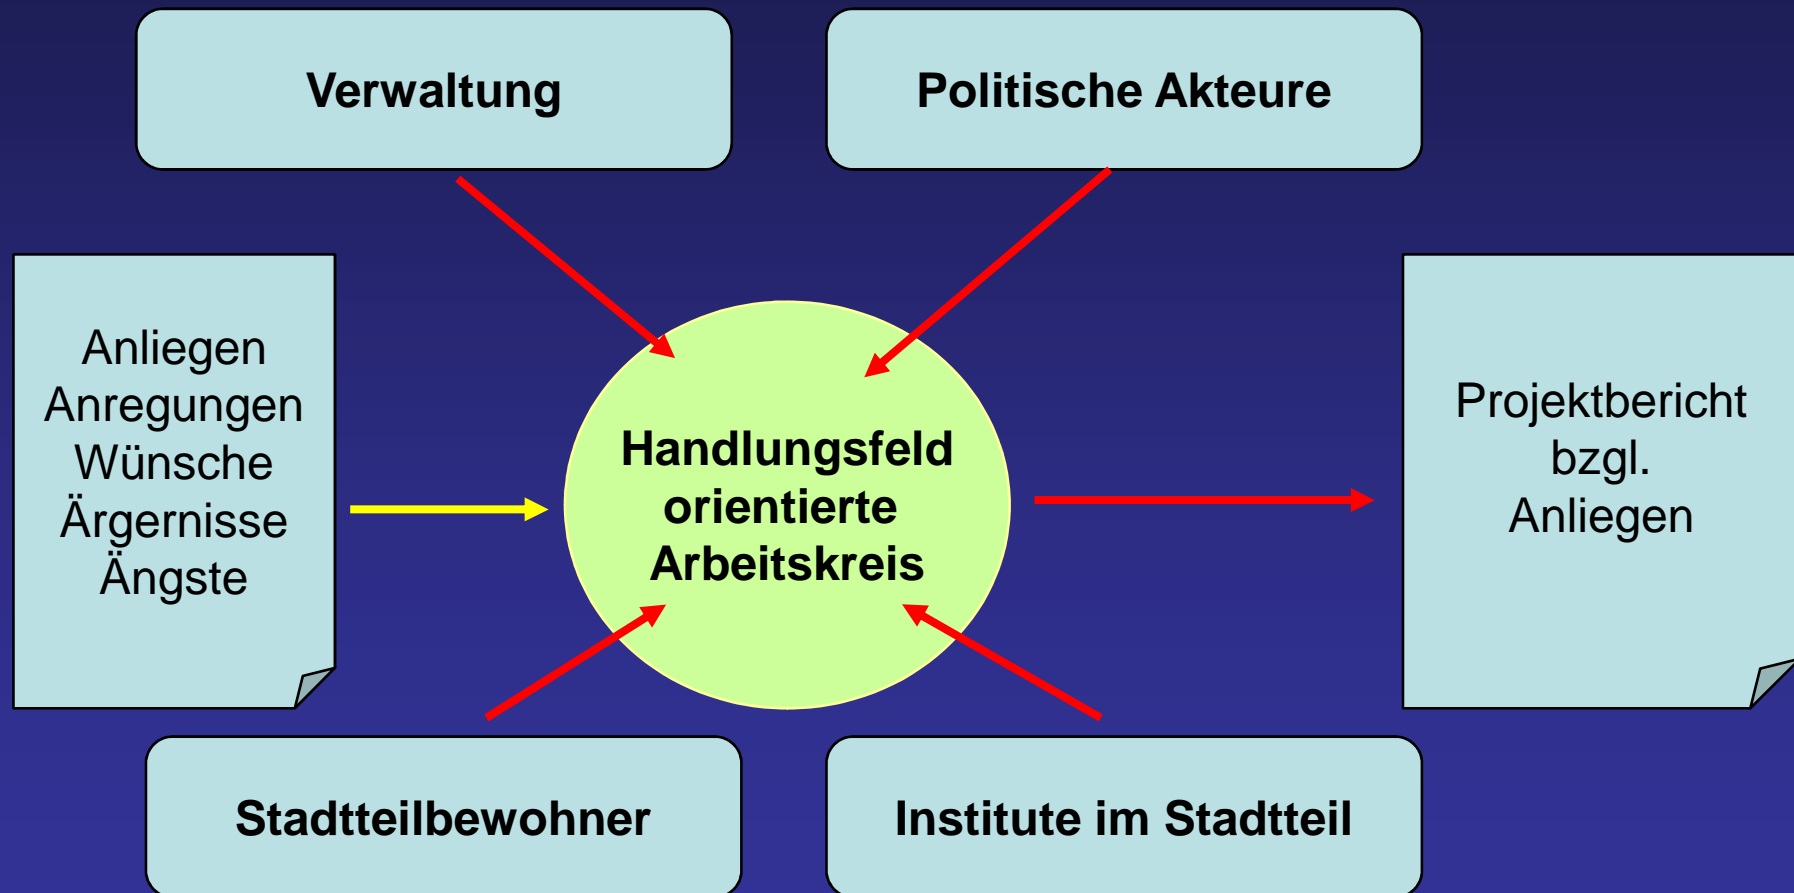 Verwaltung
Politische Akteure
Anliegen
Anregungen
Wünsche
Ärgernisse
Ängste
Handlungsfeld
orientierte
Arbeitskreis
Projektbericht
bzgl.
Anliegen
Stadtteilbewohner
Institute im Stadtteil